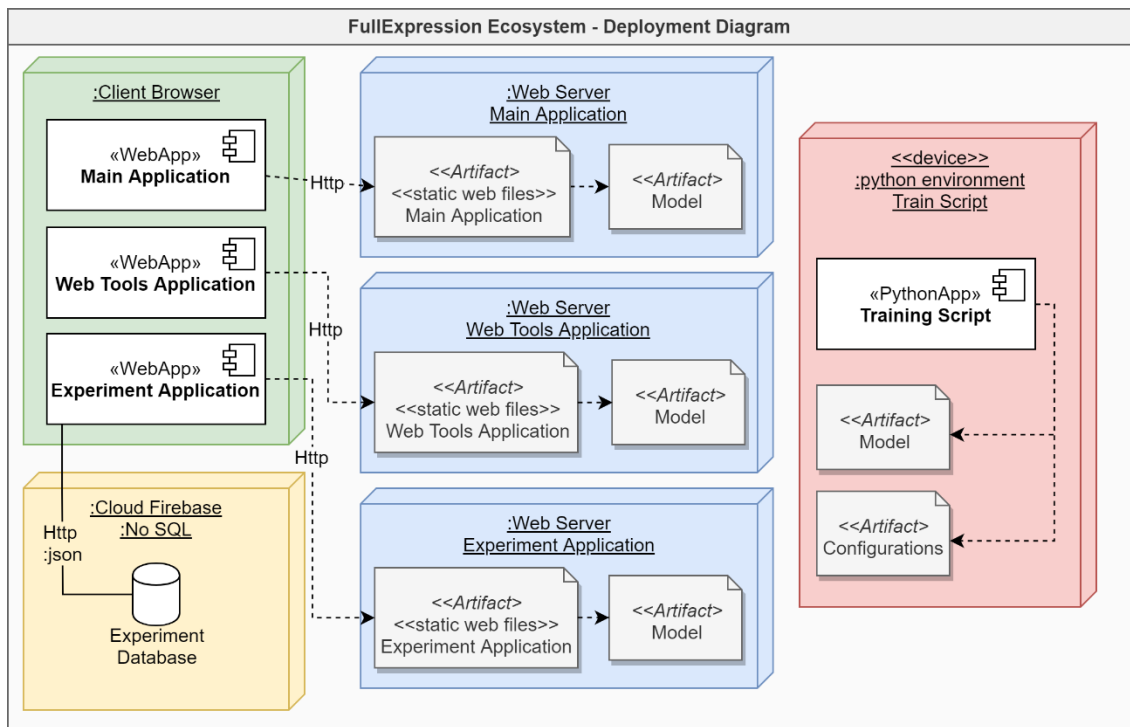 FullExpression Ecosystem - Deployment Diagram
:Client Browser
«WebApp»
Main Application
«WebApp»
Web Tools Application
«WebApp»
Experiment Application
Http
Http
Http
:Cloud Firebase
:No SQL
Http
:json
Experiment
Database
:Web Server
Main Application
<<Artifact>
<<static web files>>
Main Application
<<Artifact>
Model
:Web Server
Web Tools Application
<<Artifact>
<<static web files>>
Web Tools Application
<<Artifact>
Model
:Web Server
Experiment Application
<<Artifact>
<<static web files>>
Experiment Application
<<Artifact>
Model
<<device>>
:python environment
Train Script
«PythonApp»
Training Script
<<Artifact>
Model
<<Artifact>
Configurations